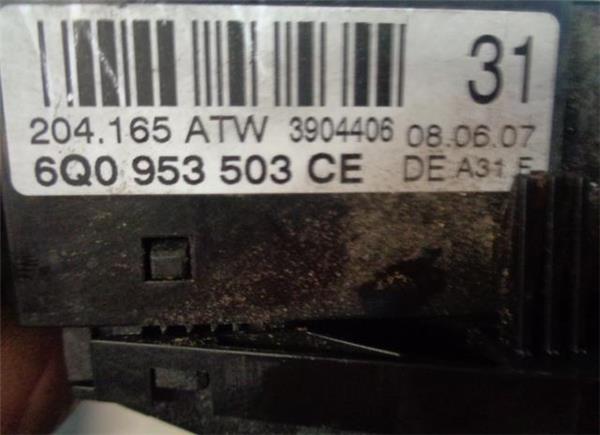 31
204.165 ATW 3904406 08.06.07
6Q0 953 503 CE DE A31